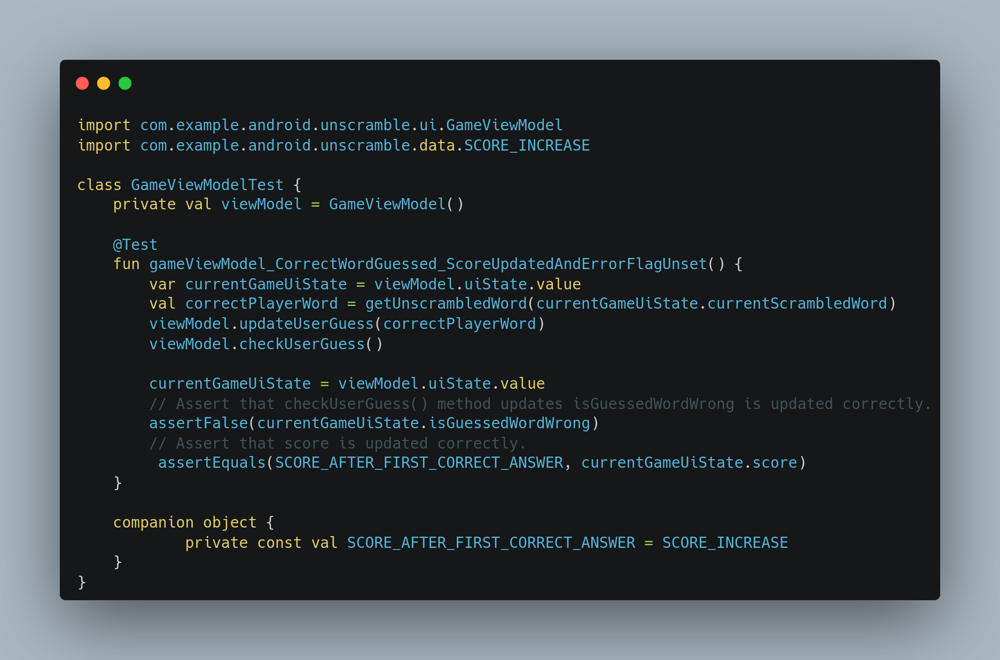 import com.example.android.unscramble.ui.GameViewModel
import com.example.android.unscramble.data.SCORE_INCREASE

class GameViewModelTest {
    private val viewModel = GameViewModel()

    @Test
    fun gameViewModel_CorrectWordGuessed_ScoreUpdatedAndErrorFlagUnset() {
        var currentGameUiState = viewModel.uiState.value
        val correctPlayerWord = getUnscrambledWord(currentGameUiState.currentScrambledWord)
        viewModel.updateUserGuess(correctPlayerWord)
        viewModel.checkUserGuess()

        currentGameUiState = viewModel.uiState.value
        // Assert that checkUserGuess() method updates isGuessedWordWrong is updated correctly.
        assertFalse(currentGameUiState.isGuessedWordWrong)
        // Assert that score is updated correctly.
         assertEquals(SCORE_AFTER_FIRST_CORRECT_ANSWER, currentGameUiState.score)
    }

    companion object {
            private const val SCORE_AFTER_FIRST_CORRECT_ANSWER = SCORE_INCREASE
    }
}